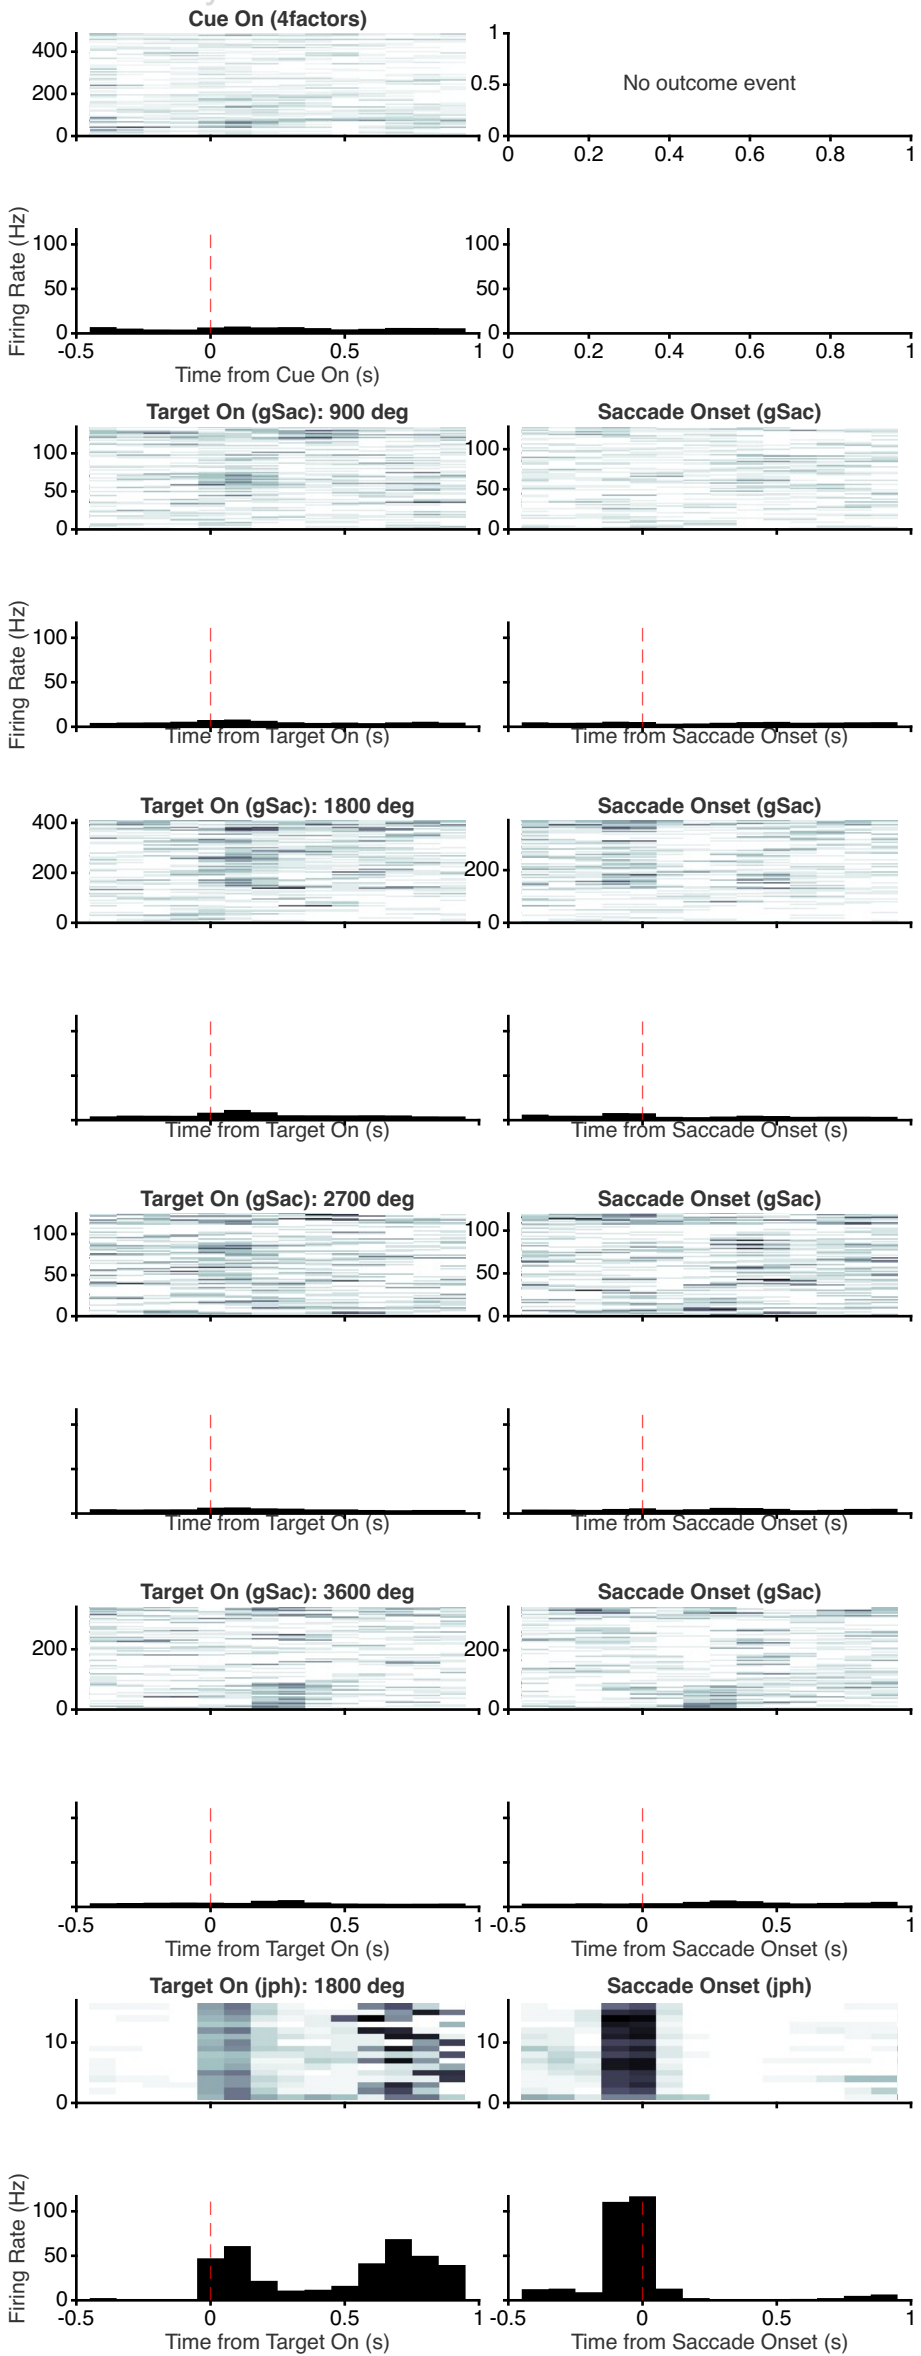 Cue On (4factors)
400
200
0
1
0.5
0
No outcome event
0 0.2 0.4 0.6 0.8 1
Firing Rate (Hz)
100
50
0
-0.5 0 0.5 1
Time from Cue On (s)
100
50
0
0 0.2 0.4 0.6 0.8 1
Target On (gSac): 900 deg
100
50
0
Saccade Onset (gSac)
100
50
0
Firing Rate (Hz)
100
50
0
Time from Target On (s)
Time from Saccade Onset (s)
Target On (gSac): 1800 deg
400
200
0
Saccade Onset (gSac)
200
0
Time from Target On (s)
Time from Saccade Onset (s)
Target On (gSac): 2700 deg
100
50
0
Saccade Onset (gSac)
100
50
0
Time from Target On (s)
Time from Saccade Onset (s)
Target On (gSac): 3600 deg
200
0
Saccade Onset (gSac)
200
0
-0.5 0 0.5 1
Time from Target On (s)
-0.5 0 0.5 1
Time from Saccade Onset (s)
Target On (jph): 1800 deg
10
0
Saccade Onset (jph)
10
0
Firing Rate (Hz)
100
50
0
-0.5 0 0.5 1
Time from Target On (s)
-0.5 0 0.5 1
Time from Saccade Onset (s)